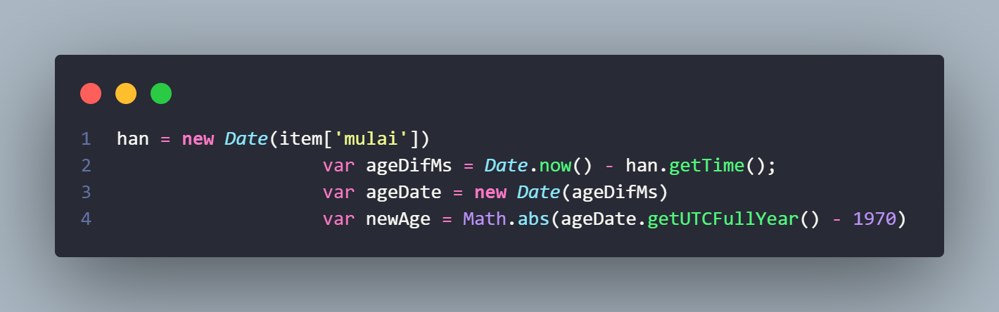 1 han = new Date(item['mulai'])
2 var ageDifMs = Date.now() - han.getTime();
3 var ageDate = new Date(ageDifMs)
4 var newAge = Math.abs(ageDate.getUTCFullYear() - 1970)